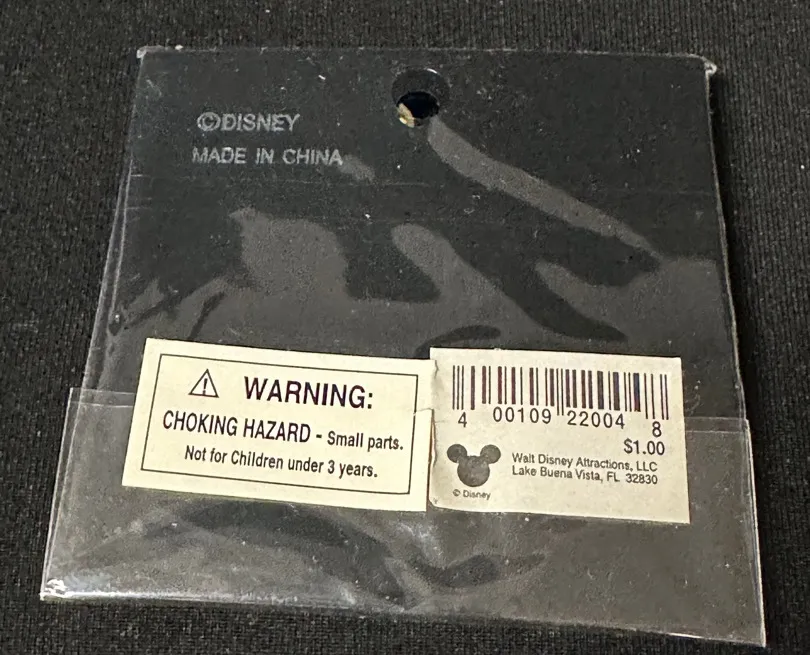 ©DISNEY
MADE IN CHINA
⚠ WARNING:
CHOKING HAZARD - Small parts.
Not for Children under 3 years.
4 00109 22004 8
$1.00
Walt Disney Attractions, LLC
Lake Buena Vista, FL 32830
© Disney